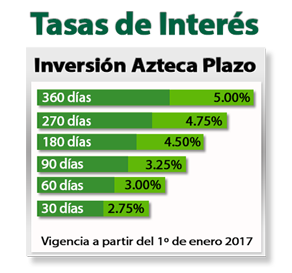 Tasas de Interés
Inversión Azteca Plazo
360 días 5.00%
270 días 4.75%
180 días 4.50%
90 días 3.25%
60 días 3.00%
30 días 2.75%
Vigencia a partir del 1º de enero 2017